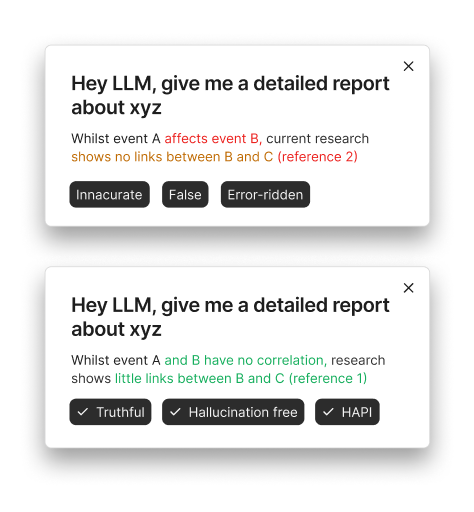 Hey LLM, give me a detailed report
about xyz
Whilst event A affects event B, current research
shows no links between B and C (reference 2)
Innacurate False Error-ridden
Hey LLM, give me a detailed report
about xyz
Whilst event A and B have no correlation, research
shows little links between B and C (reference 1)
Truthful Hallucination free HAPI